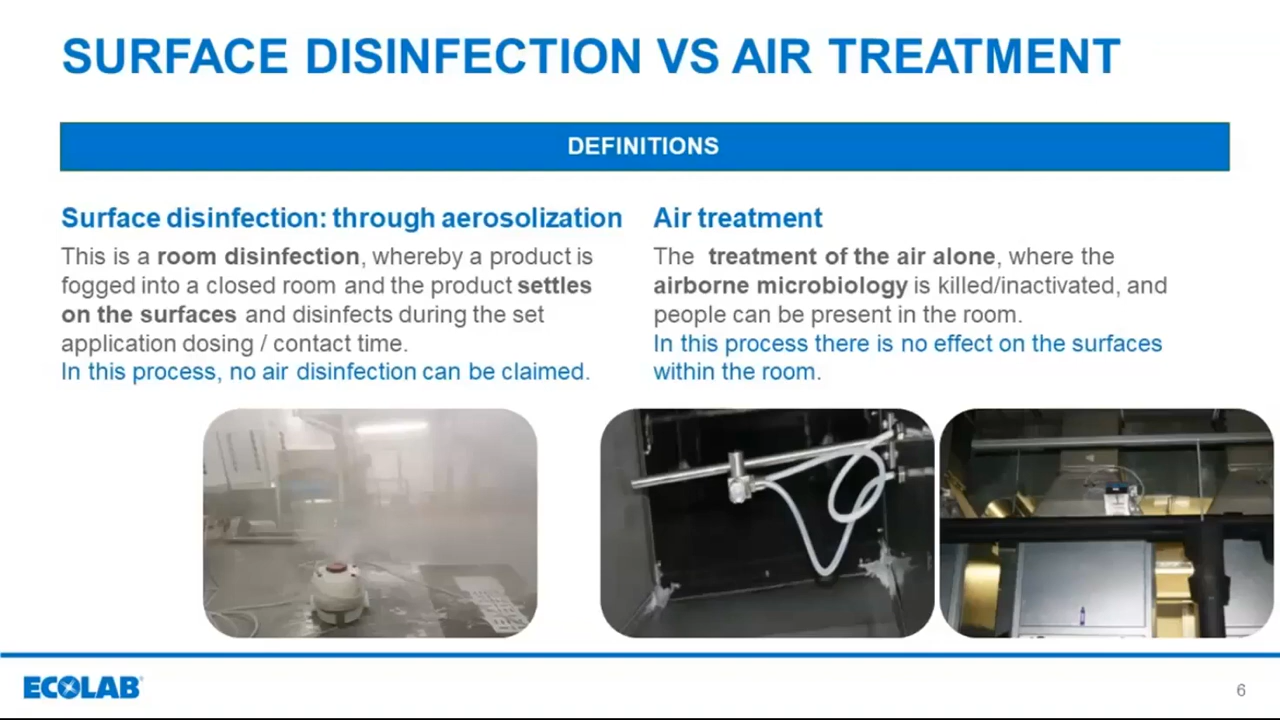 SURFACE DISINFECTION VS AIR TREATMENT
DEFINITIONS
Surface disinfection: through aerosolization
This is a room disinfection, whereby a product is
fogged into a closed room and the product settles
on the surfaces and disinfects during the set
application dosing / contact time.
In this process, no air disinfection can be claimed.
Air treatment
The treatment of the air alone, where the
airborne microbiology is killed/inactivated, and
people can be present in the room.
In this process there is no effect on the surfaces
within the room.
ECOLAB
6